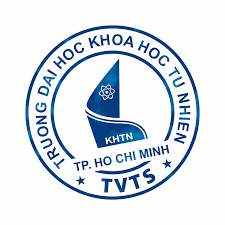 TRUONG DAI HOC KHOA HOC TU NHIEN
KHTN
TP. HO CHI MINH
TVTS